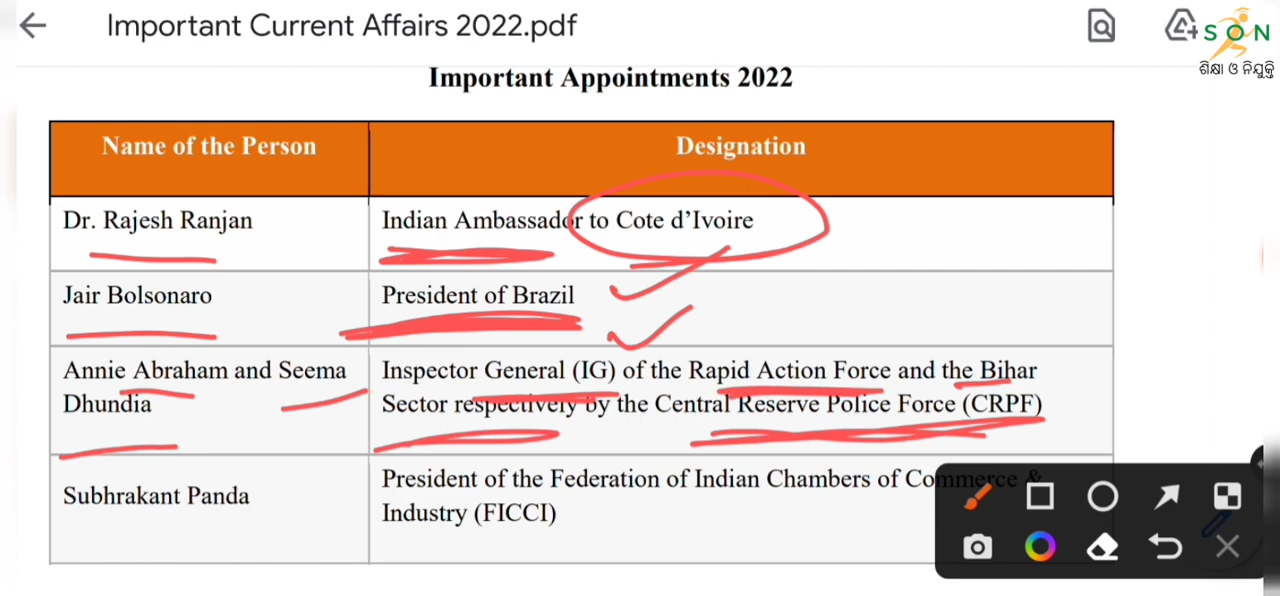 Important Current Affairs 2022.pdf
SON
ଶିକ୍ଷା ଓ ନିଯୁକ୍ତି
Important Appointments 2022
Name of the Person
Designation
Dr. Rajesh Ranjan
Indian Ambassador to Cote d’Ivoire
Jair Bolsonaro
President of Brazil
Annie Abraham and Seema
Dhundia
Inspector General (IG) of the Rapid Action Force and the Bihar
Sector respectively by the Central Reserve Police Force (CRPF)
Subhrakant Panda
President of the Federation of Indian Chambers of Commerce &
Industry (FICCI)